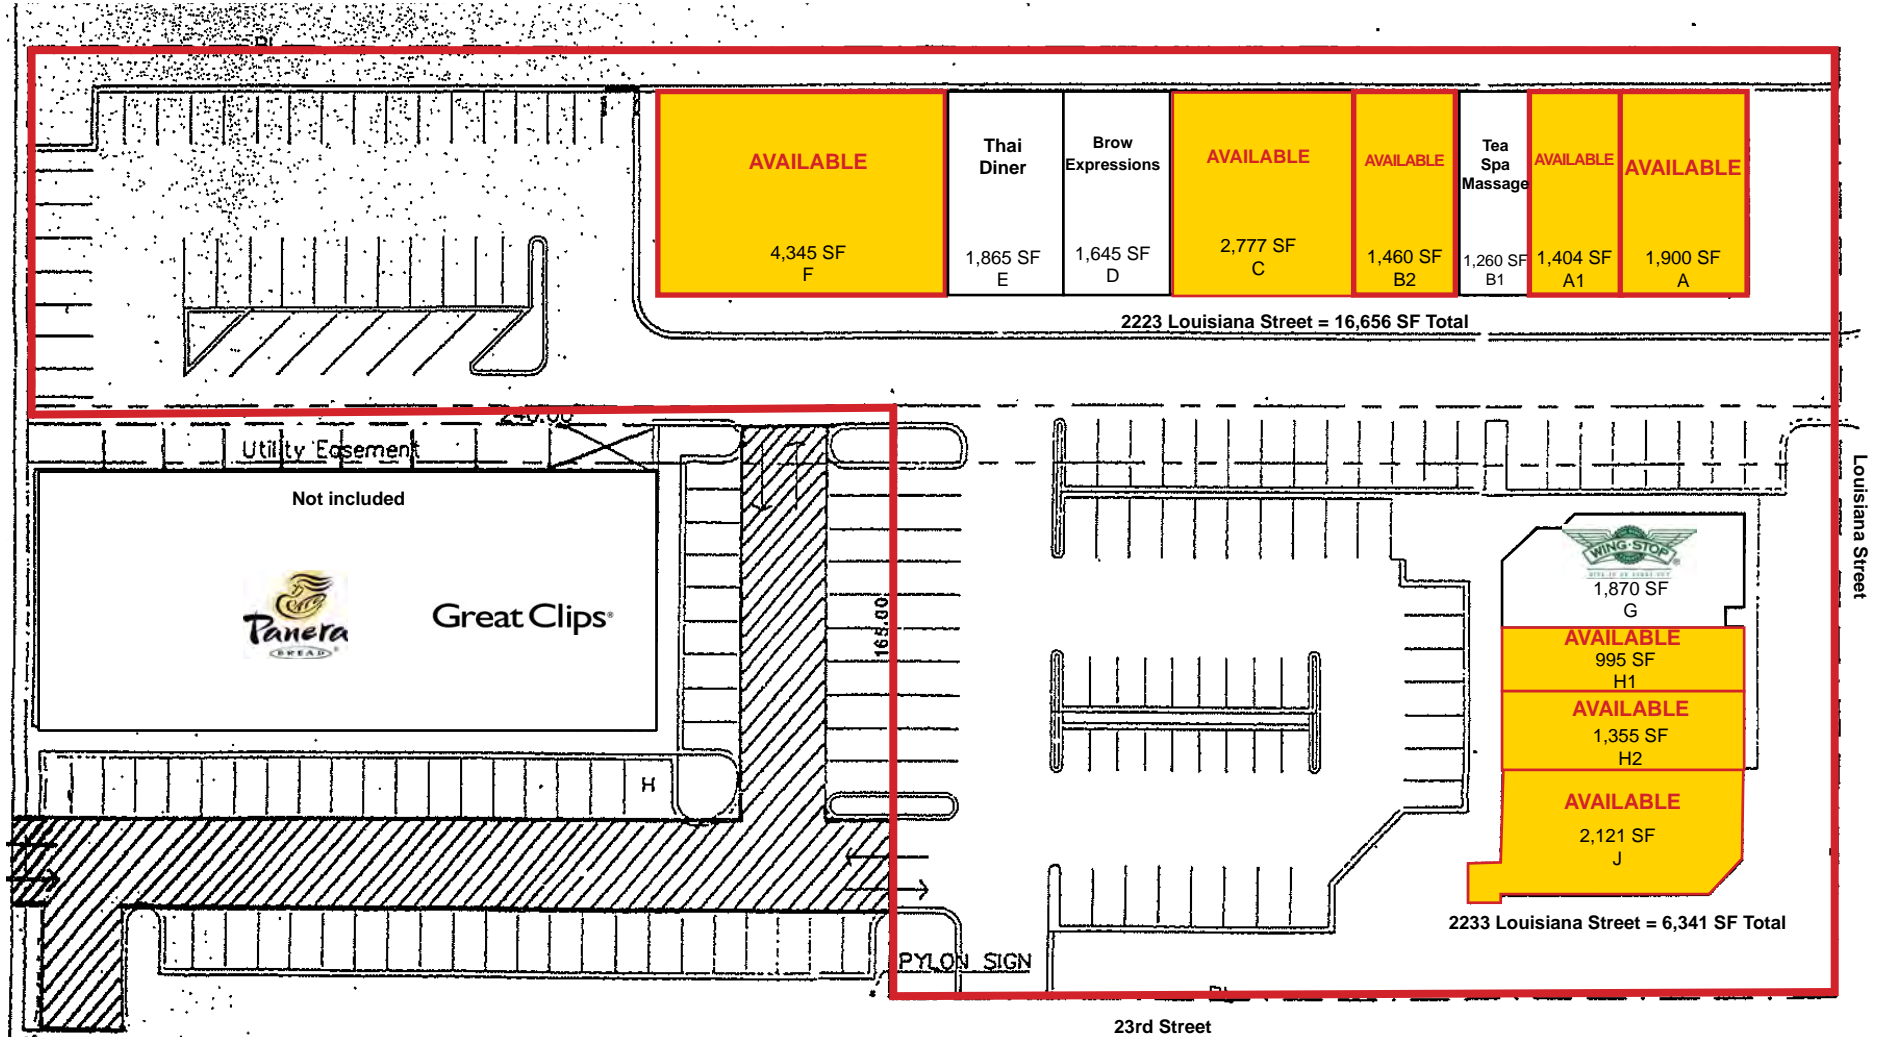 AVAILABLE
4,345 SF
F
Thai
Diner
1,865 SF
E
Brow
Expressions
1,645 SF
D
AVAILABLE
2,777 SF
C
AVAILABLE
1,460 SF
B2
Tea
Spa
Massage
1,260 SF
B1
AVAILABLE
1,404 SF
A1
AVAILABLE
1,900 SF
A
2223 Louisiana Street = 16,656 SF Total
240.00
Utility Easement
Not included
Panera
BREAD
Great Clips
H
165.00
WING·STOP
1,870 SF
G
AVAILABLE
995 SF
H1
AVAILABLE
1,355 SF
H2
AVAILABLE
2,121 SF
J
2233 Louisiana Street = 6,341 SF Total
Louisiana Street
PYLON SIGN
23rd Street